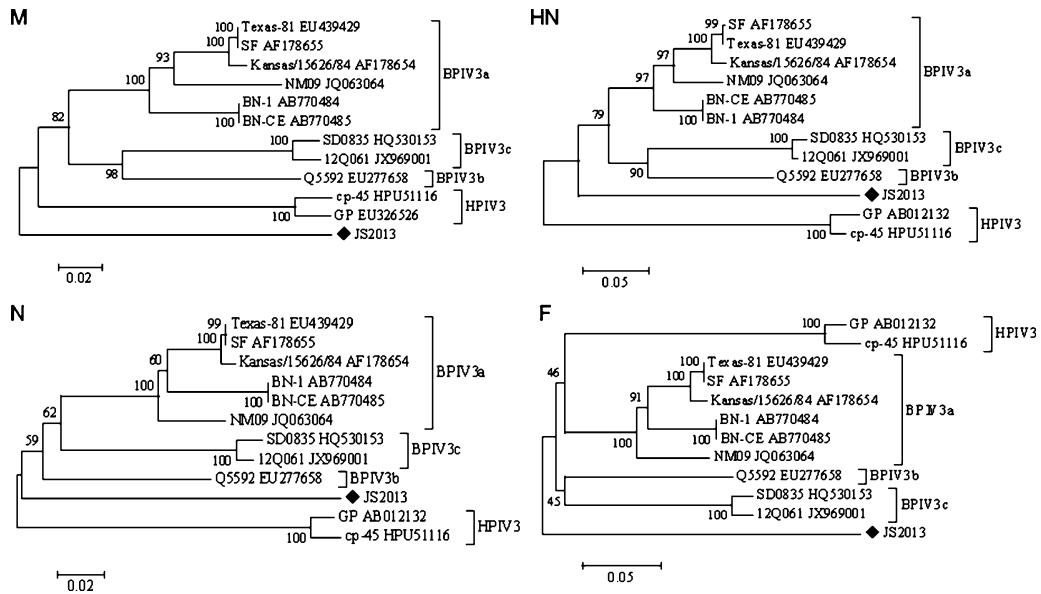 M
100 Texas-81 EU439429
100 SF AF178655
93 Kansas/15626/84 AF178654
100 NM09 JQ063064
BN-1 AB770484
100 BN-CE AB770485
BPIV3a
82
100 SD0835 HQ530153
12Q061 JX969001
BPIV3c
98 Q5592 EU277658
BPIV3b
cp-45 HPU51116
100 GP EU326526
HPIV3
JS2013
0.02
HN
99 SF AF178655
100 Texas-81 EU439429
97 Kansas/15626/84 AF178654
97 NM09 JQ063064
BN-CE AB770485
100 BN-1 AB770484
BPIV3a
79
100 SD0835 HQ530153
12Q061 JX969001
BPIV3c
90 Q5592 EU277658
BPIV3b
JS2013
GP AB012132
100 cp-45 HPU51116
HPIV3
0.05
N
99 Texas-81 EU439429
100 SF AF178655
60 Kansas/15626/84 AF178654
100 BN-1 AB770484
100 BN-CE AB770485
NM09 JQ063064
BPIV3a
62
59
SD0835 HQ530153
100 12Q061 JX969001
BPIV3c
Q5592 EU277658
BPIV3b
JS2013
GP AB012132
100 cp-45 HPU51116
HPIV3
0.02
F
100 GP AB012132
cp-45 HPU51116
HPIV3
46
100 Texas-81 EU439429
100 SF AF178655
91 Kansas/15626/84 AF178654
BN-1 AB770484
100 BN-CE AB770485
100 NM09 JQ063064
BPIV3a
45
Q5592 EU277658
BPIV3b
SD0835 HQ530153
100 12Q061 JX969001
BPIV3c
JS2013
0.05